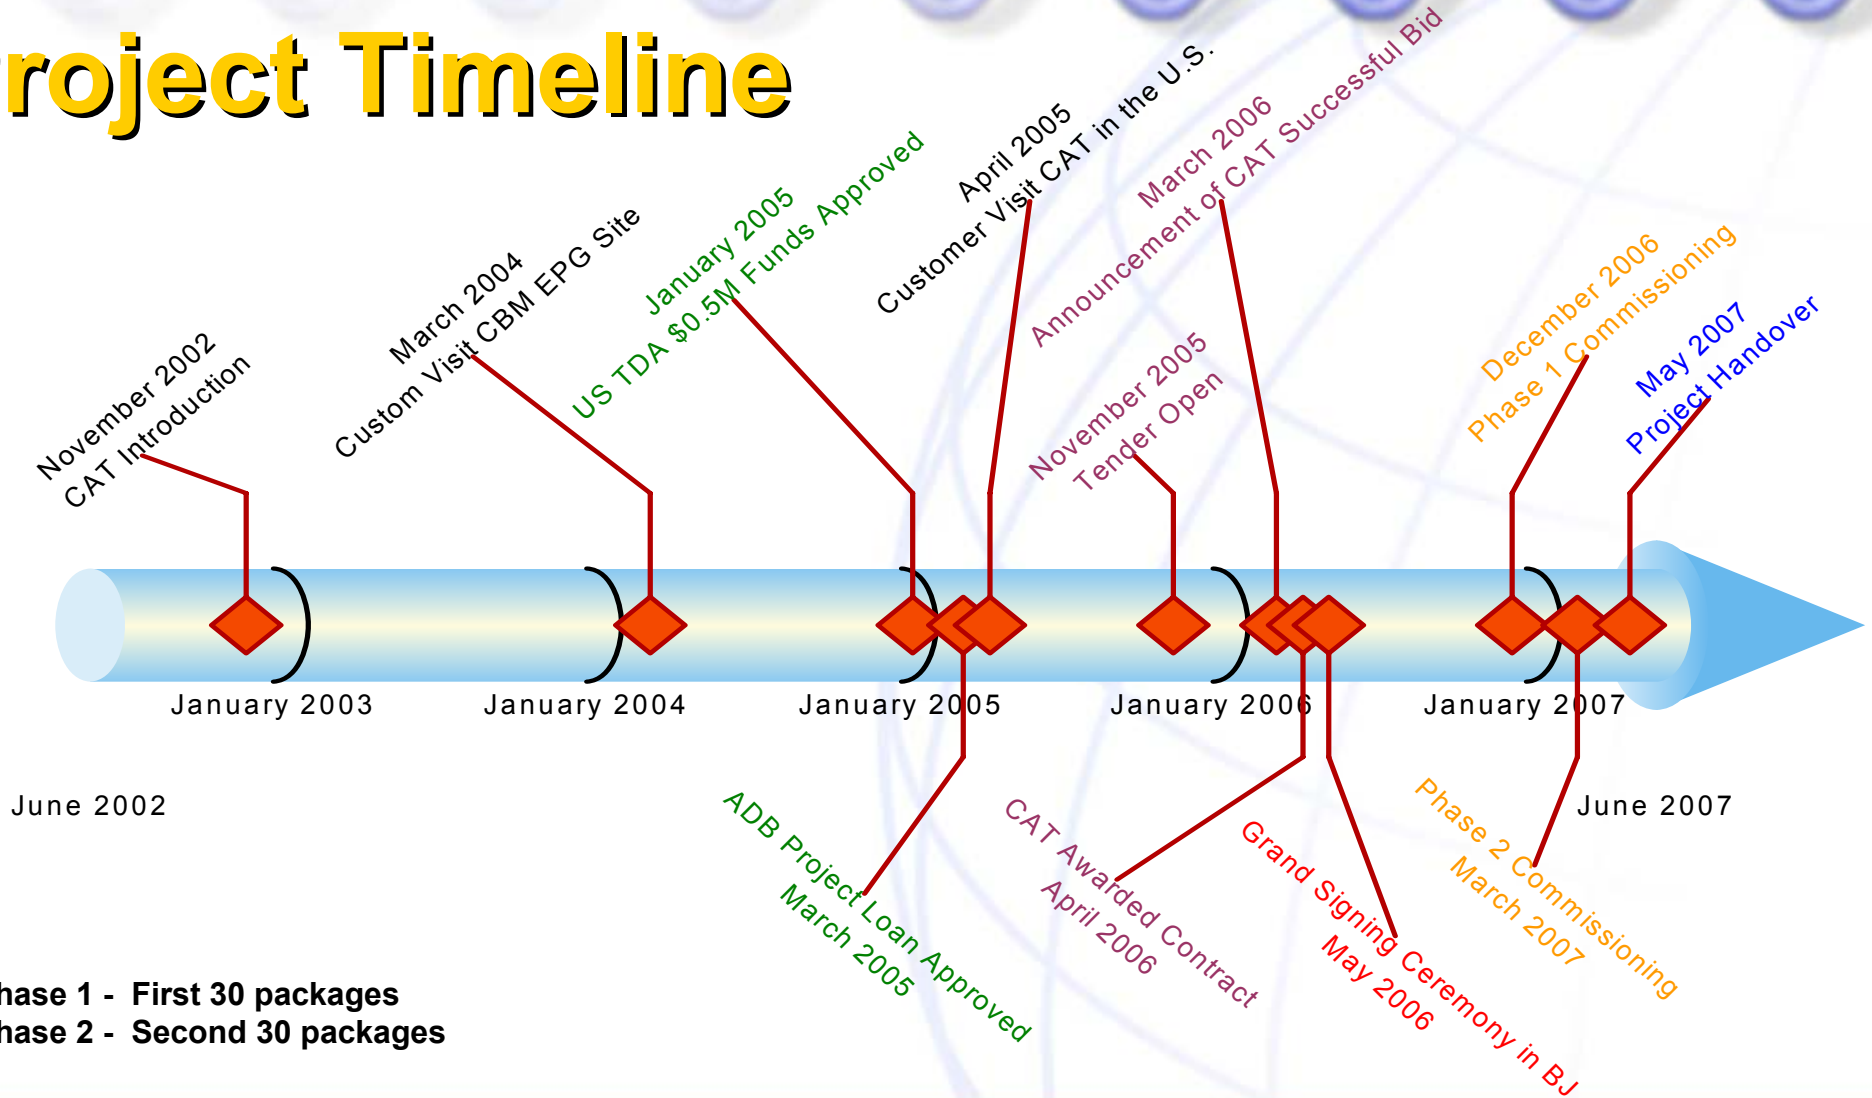 roject Timeline
November 2002
CAT Introduction
March 2004
Custom Visit CBM EPG Site
January 2005
US TDA $0.5M Funds Approved
April 2005
Customer Visit CAT in the U.S.
March 2006
Announcement of CAT Successful Bid
November 2005
Tender Open
December 2006
Phase 1 Commissioning
May 2007
Project Handover
January 2003
January 2004
January 2005
January 2006
January 2007
June 2002
June 2007
ADB Project Loan Approved
March 2005
CAT Awarded Contract
April 2006
Grand Signing Ceremony in BJ
May 2006
Phase 2 Commissioning
March 2007
hase 1 - First 30 packages
hase 2 - Second 30 packages